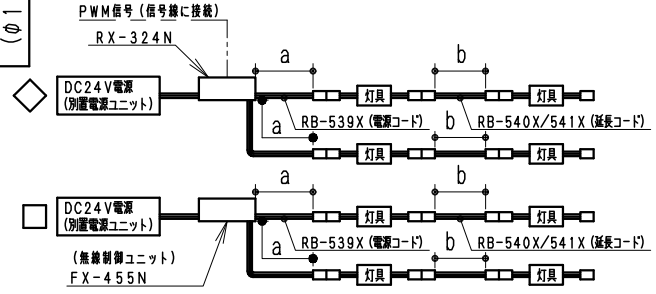 (φ1
PWM信号 (信号線に接続)
RX-324N
DC24V電源
(別置電源ユニット)
a
b
灯具
灯具
RB-539X (電源コード)
RB-540X/541X (延長コード)
a
b
灯具
灯具
DC24V電源
(別置電源ユニット)
a
b
灯具
灯具
RB-539X (電源コード)
RB-540X/541X (延長コード)
(無線制御ユニット)
FX-455N
a
b
灯具
灯具